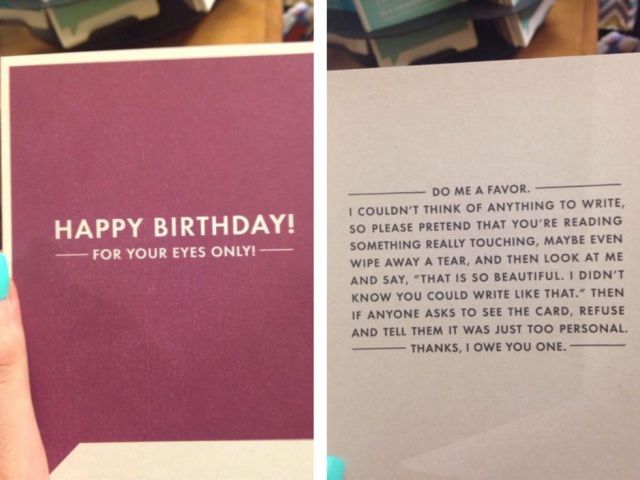 HAPPY BIRTHDAY!
FOR YOUR EYES ONLY!
DO ME A FAVOR.
I COULDN'T THINK OF ANYTHING TO WRITE,
SO PLEASE PRETEND THAT YOU'RE READING
SOMETHING REALLY TOUCHING, MAYBE EVEN
WIPE AWAY A TEAR, AND THEN LOOK AT ME
AND SAY, "THAT IS SO BEAUTIFUL. I DIDN'T
KNOW YOU COULD WRITE LIKE THAT." THEN
IF ANYONE ASKS TO SEE THE CARD, REFUSE
AND TELL THEM IT WAS JUST TOO PERSONAL.
THANKS, I OWE YOU ONE.